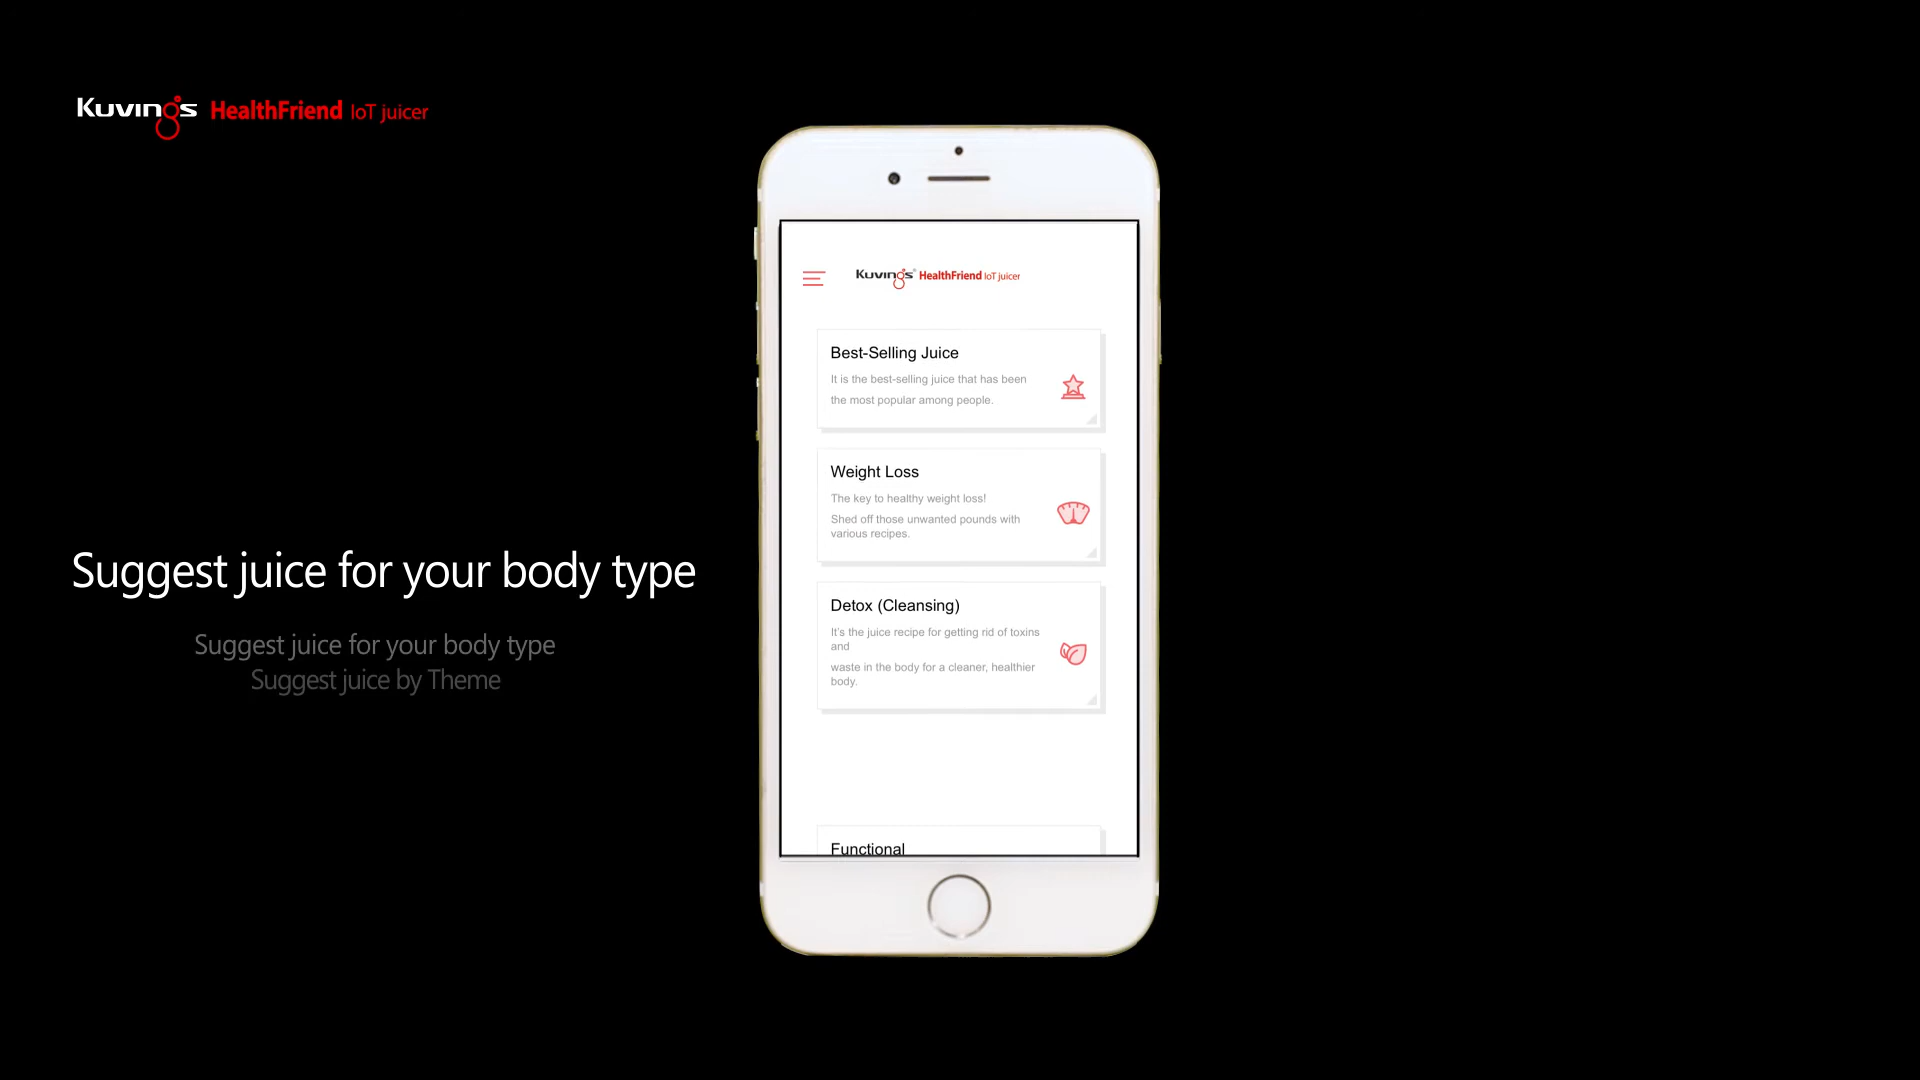 Kuvings HealthFriend IoT juicer
Kuvings HealthFriend IoT juicer
Best-Selling Juice
It is the best-selling juice that has been
the most popular among people.
Weight Loss
The key to healthy weight loss!
Shed off those unwanted pounds with
various recipes.
Detox (Cleansing)
It's the juice recipe for getting rid of toxins
and
waste in the body for a cleaner, healthier
body.
Functional
Suggest juice for your body type
Suggest juice for your body type
Suggest juice by Theme